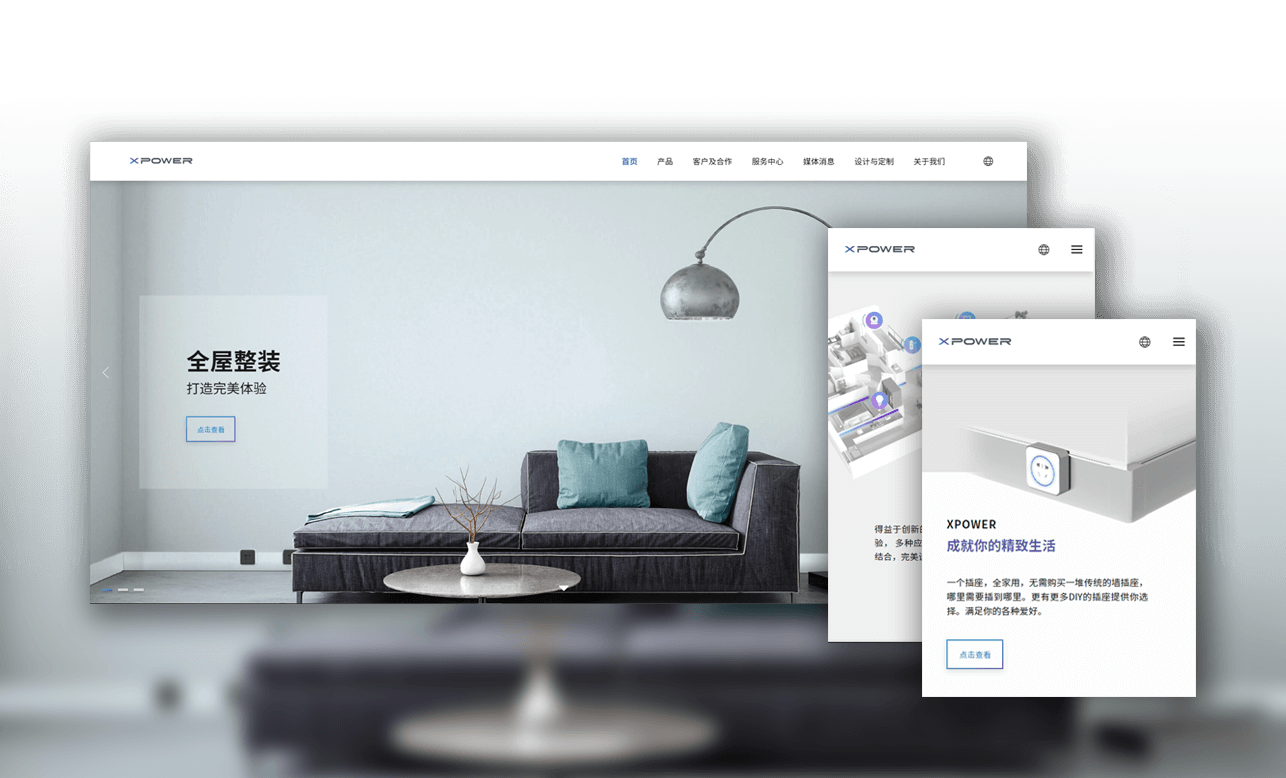 XPOWER
首页 产品 客户及合作 服务中心 媒体消息 设计与定制 关于我们
全屋整装
打造完美体验
点击查看
XPOWER
得益于创新的
验，多种应
结合，完美
XPOWER
XPOWER
成就你的精致生活
一个插座，全家用，无需购买一堆传统的墙插座，
哪里需要插到哪里。更有更多DIY的插座提供你选
择。满足你的各种爱好。
点击查看